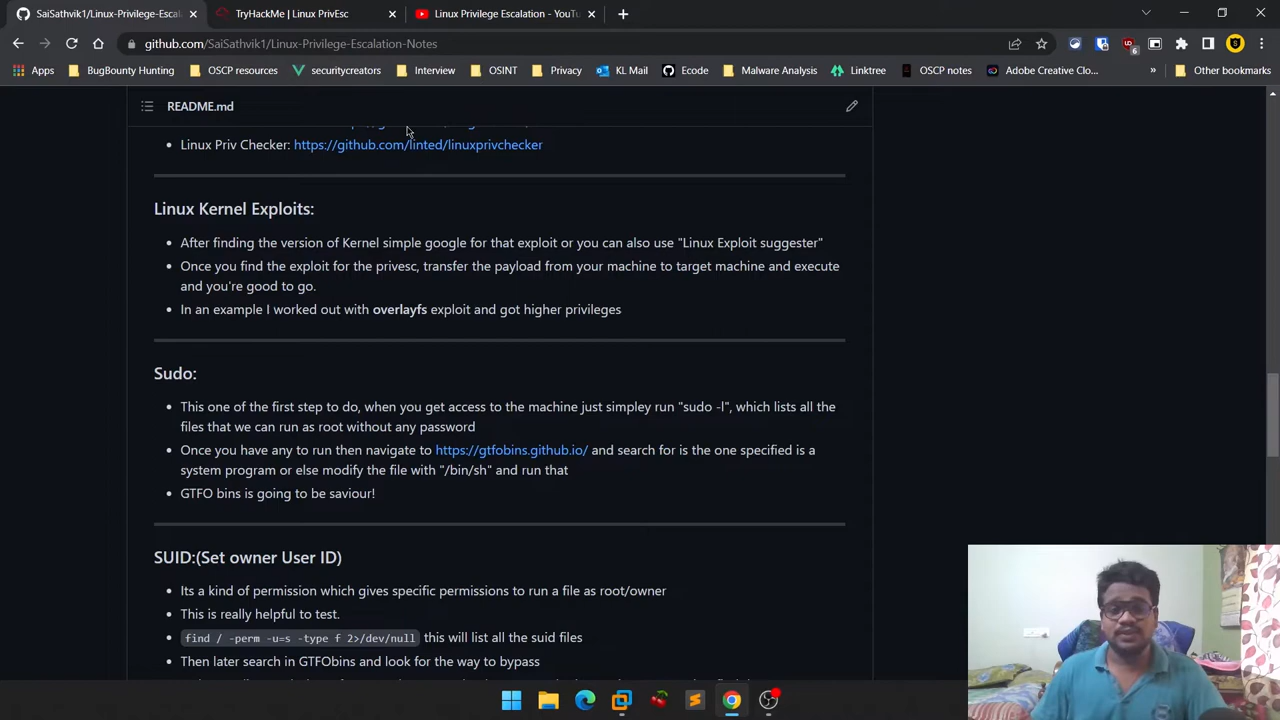 SaiSathvik1/Linux-Privilege-Escal
TryHackMe | Linux PrivEsc
Linux Privilege Escalation - YouTu
github.com/SaiSathvik1/Linux-Privilege-Escalation-Notes
6
S
Apps
BugBounty Hunting
OSCP resources
securitycreators
Interview
OSINT
Privacy
KL Mail
Ecode
Malware Analysis
Linktree
OSCP notes
Adobe Creative Clou...
»
Other bookmarks
README.md
• Linux Priv Checker: https://github.com/linted/linuxprivchecker
Linux Kernel Exploits:
• After finding the version of Kernel simple google for that exploit or you can also use "Linux Exploit suggester"
• Once you find the exploit for the privesc, transfer the payload from your machine to target machine and execute
and you're good to go.
• In an example I worked out with overlayfs exploit and got higher privileges
Sudo:
• This one of the first step to do, when you get access to the machine just simpley run "sudo -l", which lists all the
files that we can run as root without any password
• Once you have any to run then navigate to https://gtfobins.github.io/ and search for is the one specified is a
system program or else modify the file with "/bin/sh" and run that
• GTFO bins is going to be saviour!
SUID:(Set owner User ID)
• Its a kind of permission which gives specific permissions to run a file as root/owner
• This is really helpful to test.
• find / -perm -u=s -type f 2>/dev/null this will list all the suid files
• Then later search in GTFObins and look for the way to bypass